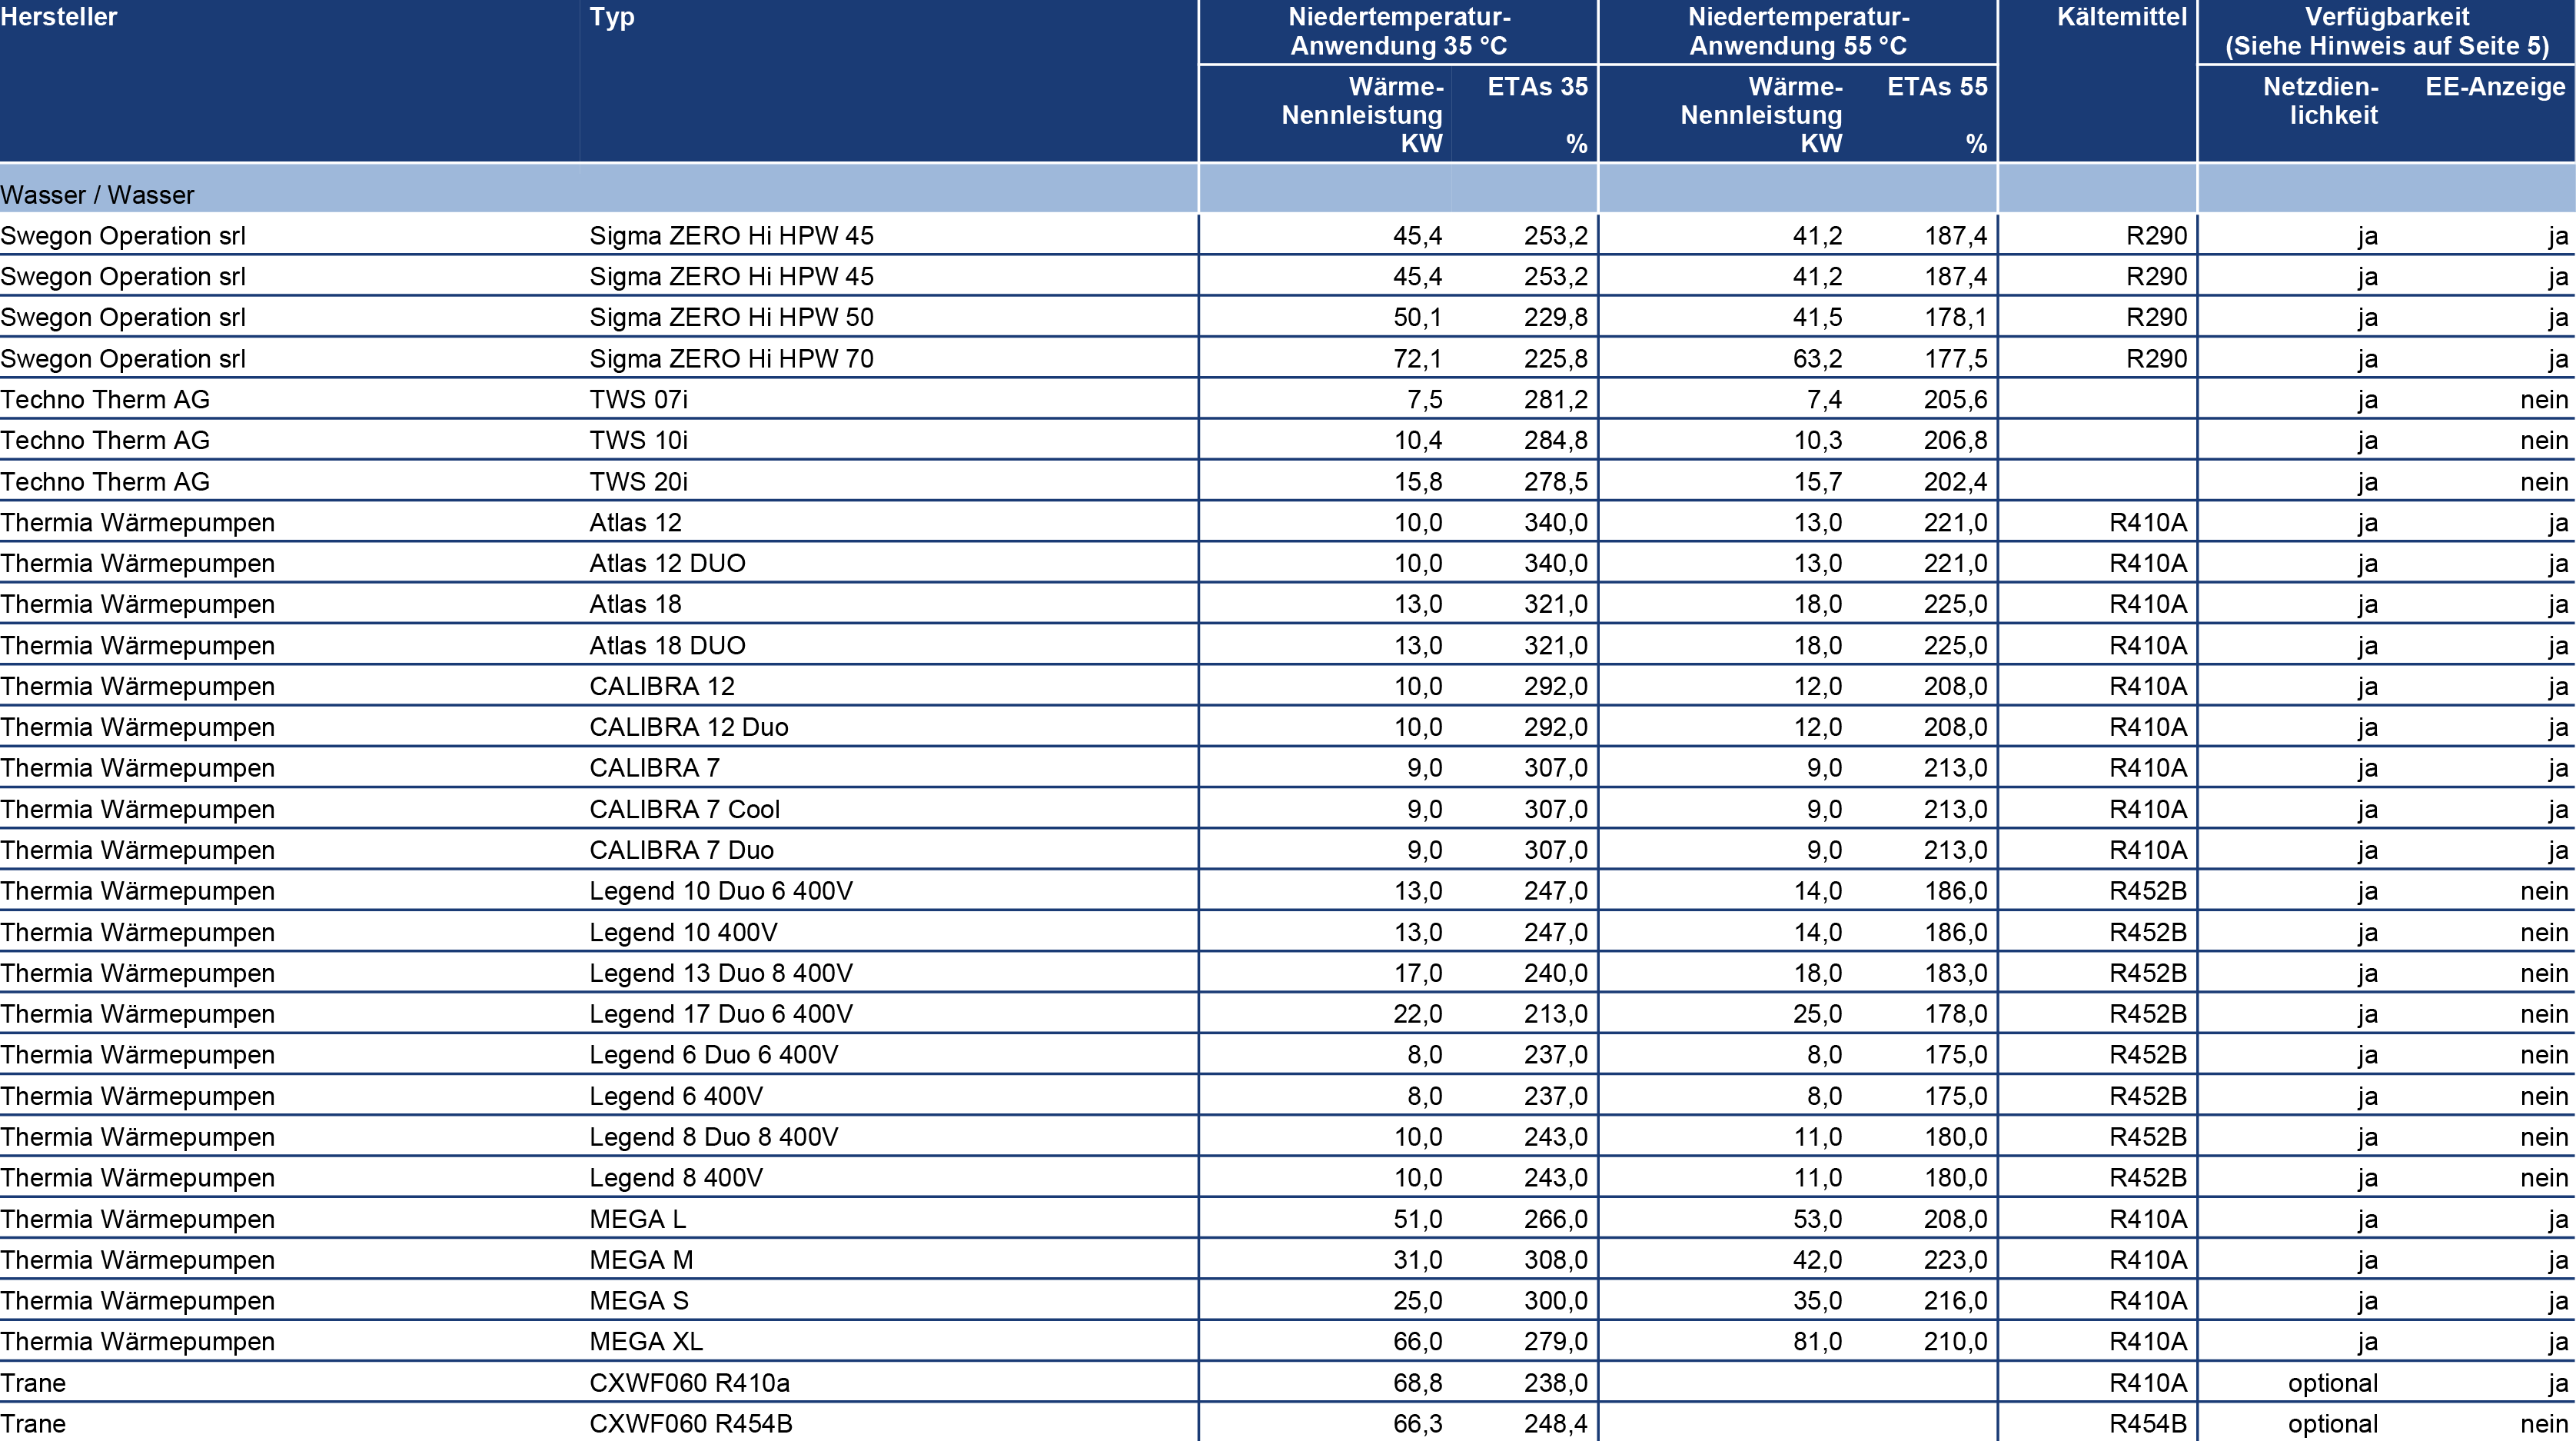 Hersteller Typ Niedertemperatur- Niedertemperatur- Kältemittel Verfügbarkeit
Anwendung 35 °C Anwendung 55 °C (Siehe Hinweis auf Seite 5)
Wärme- ETAs 35 Wärme- ETAs 55 Netzdien- EE-Anzeige
Nennleistung Nennleistung lichkeit
KW % KW %
Wasser / Wasser
Swegon Operation srl Sigma ZERO Hi HPW 45 45,4 253,2 41,2 187,4 R290 ja ja
Swegon Operation srl Sigma ZERO Hi HPW 45 45,4 253,2 41,2 187,4 R290 ja ja
Swegon Operation srl Sigma ZERO Hi HPW 50 50,1 229,8 41,5 178,1 R290 ja ja
Swegon Operation srl Sigma ZERO Hi HPW 70 72,1 225,8 63,2 177,5 R290 ja ja
Techno Therm AG TWS 07i 7,5 281,2 7,4 205,6 ja nein
Techno Therm AG TWS 10i 10,4 284,8 10,3 206,8 ja nein
Techno Therm AG TWS 20i 15,8 278,5 15,7 202,4 ja nein
Thermia Wärmepumpen Atlas 12 10,0 340,0 13,0 221,0 R410A ja ja
Thermia Wärmepumpen Atlas 12 DUO 10,0 340,0 13,0 221,0 R410A ja ja
Thermia Wärmepumpen Atlas 18 13,0 321,0 18,0 225,0 R410A ja ja
Thermia Wärmepumpen Atlas 18 DUO 13,0 321,0 18,0 225,0 R410A ja ja
Thermia Wärmepumpen CALIBRA 12 10,0 292,0 12,0 208,0 R410A ja ja
Thermia Wärmepumpen CALIBRA 12 Duo 10,0 292,0 12,0 208,0 R410A ja ja
Thermia Wärmepumpen CALIBRA 7 9,0 307,0 9,0 213,0 R410A ja ja
Thermia Wärmepumpen CALIBRA 7 Cool 9,0 307,0 9,0 213,0 R410A ja ja
Thermia Wärmepumpen CALIBRA 7 Duo 9,0 307,0 9,0 213,0 R410A ja ja
Thermia Wärmepumpen Legend 10 Duo 6 400V 13,0 247,0 14,0 186,0 R452B ja nein
Thermia Wärmepumpen Legend 10 400V 13,0 247,0 14,0 186,0 R452B ja nein
Thermia Wärmepumpen Legend 13 Duo 8 400V 17,0 240,0 18,0 183,0 R452B ja nein
Thermia Wärmepumpen Legend 17 Duo 6 400V 22,0 213,0 25,0 178,0 R452B ja nein
Thermia Wärmepumpen Legend 6 Duo 6 400V 8,0 237,0 8,0 175,0 R452B ja nein
Thermia Wärmepumpen Legend 6 400V 8,0 237,0 8,0 175,0 R452B ja nein
Thermia Wärmepumpen Legend 8 Duo 8 400V 10,0 243,0 11,0 180,0 R452B ja nein
Thermia Wärmepumpen Legend 8 400V 10,0 243,0 11,0 180,0 R452B ja nein
Thermia Wärmepumpen MEGA L 51,0 266,0 53,0 208,0 R410A ja ja
Thermia Wärmepumpen MEGA M 31,0 308,0 42,0 223,0 R410A ja ja
Thermia Wärmepumpen MEGA S 25,0 300,0 35,0 216,0 R410A ja ja
Thermia Wärmepumpen MEGA XL 66,0 279,0 81,0 210,0 R410A ja ja
Trane CXWF060 R410a 68,8 238,0 R410A optional ja
Trane CXWF060 R454B 66,3 248,4 R454B optional nein